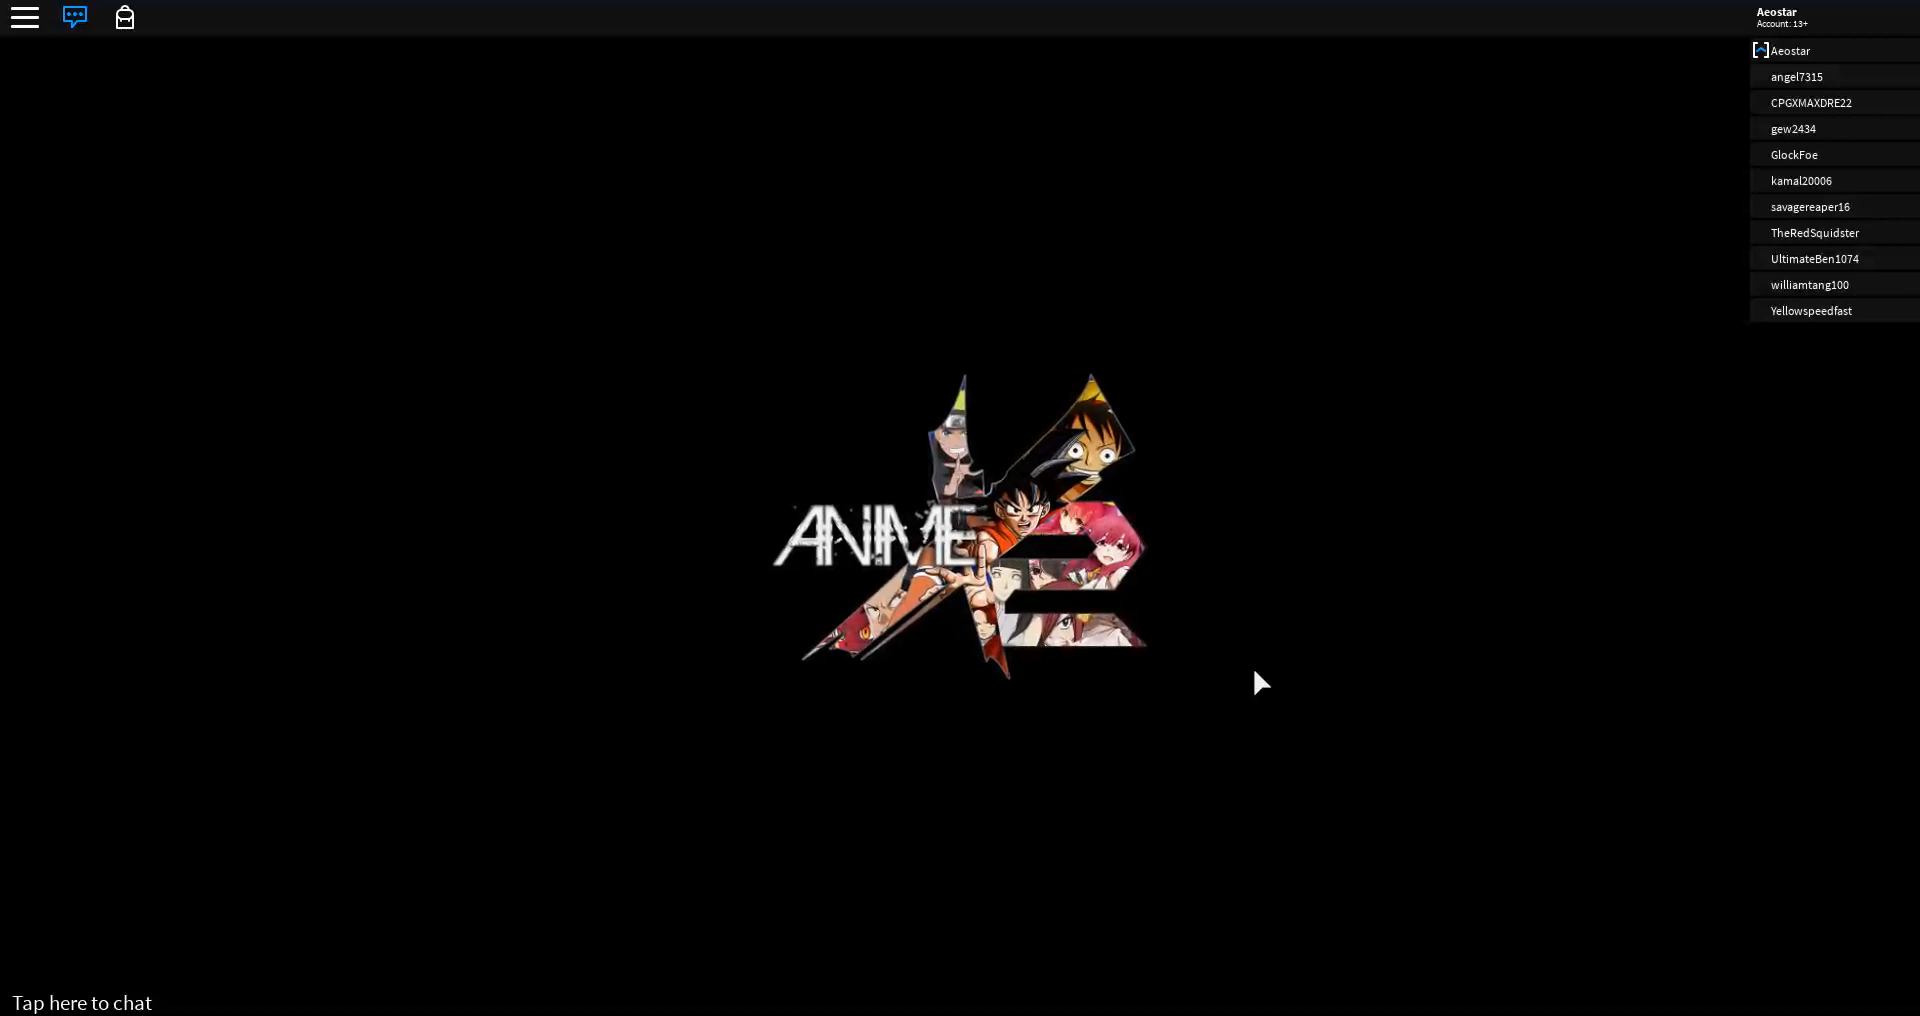 Aeostar
Account: 13+
Aeostar
angel7315
CPGXMAXDRE22
gew2434
GlockFoe
kamal20006
savagereaper16
TheRedSquidster
UltimateBen1074
williamtang100
Yellowspeedfast
ANIME
Tap here to chat